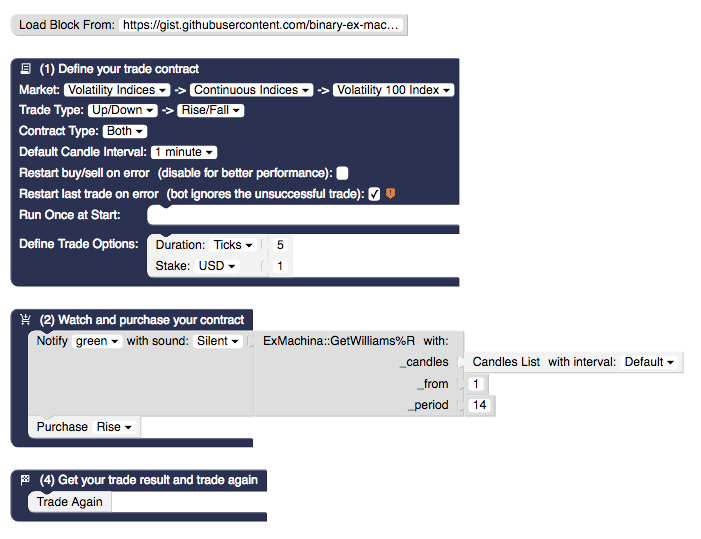 Load Block From: https://gist.githubusercontent.com/binary-ex-mac...
(1) Define your trade contract
Market: Volatility Indices -> Continuous Indices -> Volatility 100 Index
Trade Type: Up/Down -> Rise/Fall
Contract Type: Both
Default Candle Interval: 1 minute
Restart buy/sell on error (disable for better performance):
Restart last trade on error (bot ignores the unsuccessful trade):
Run Once at Start:
Define Trade Options: Duration: Ticks 5
Stake: USD 1
(2) Watch and purchase your contract
Notify green with sound: Silent ExMachina::GetWilliams%R with:
_candles Candles List with interval: Default
_from 1
_period 14
Purchase Rise
(4) Get your trade result and trade again
Trade Again